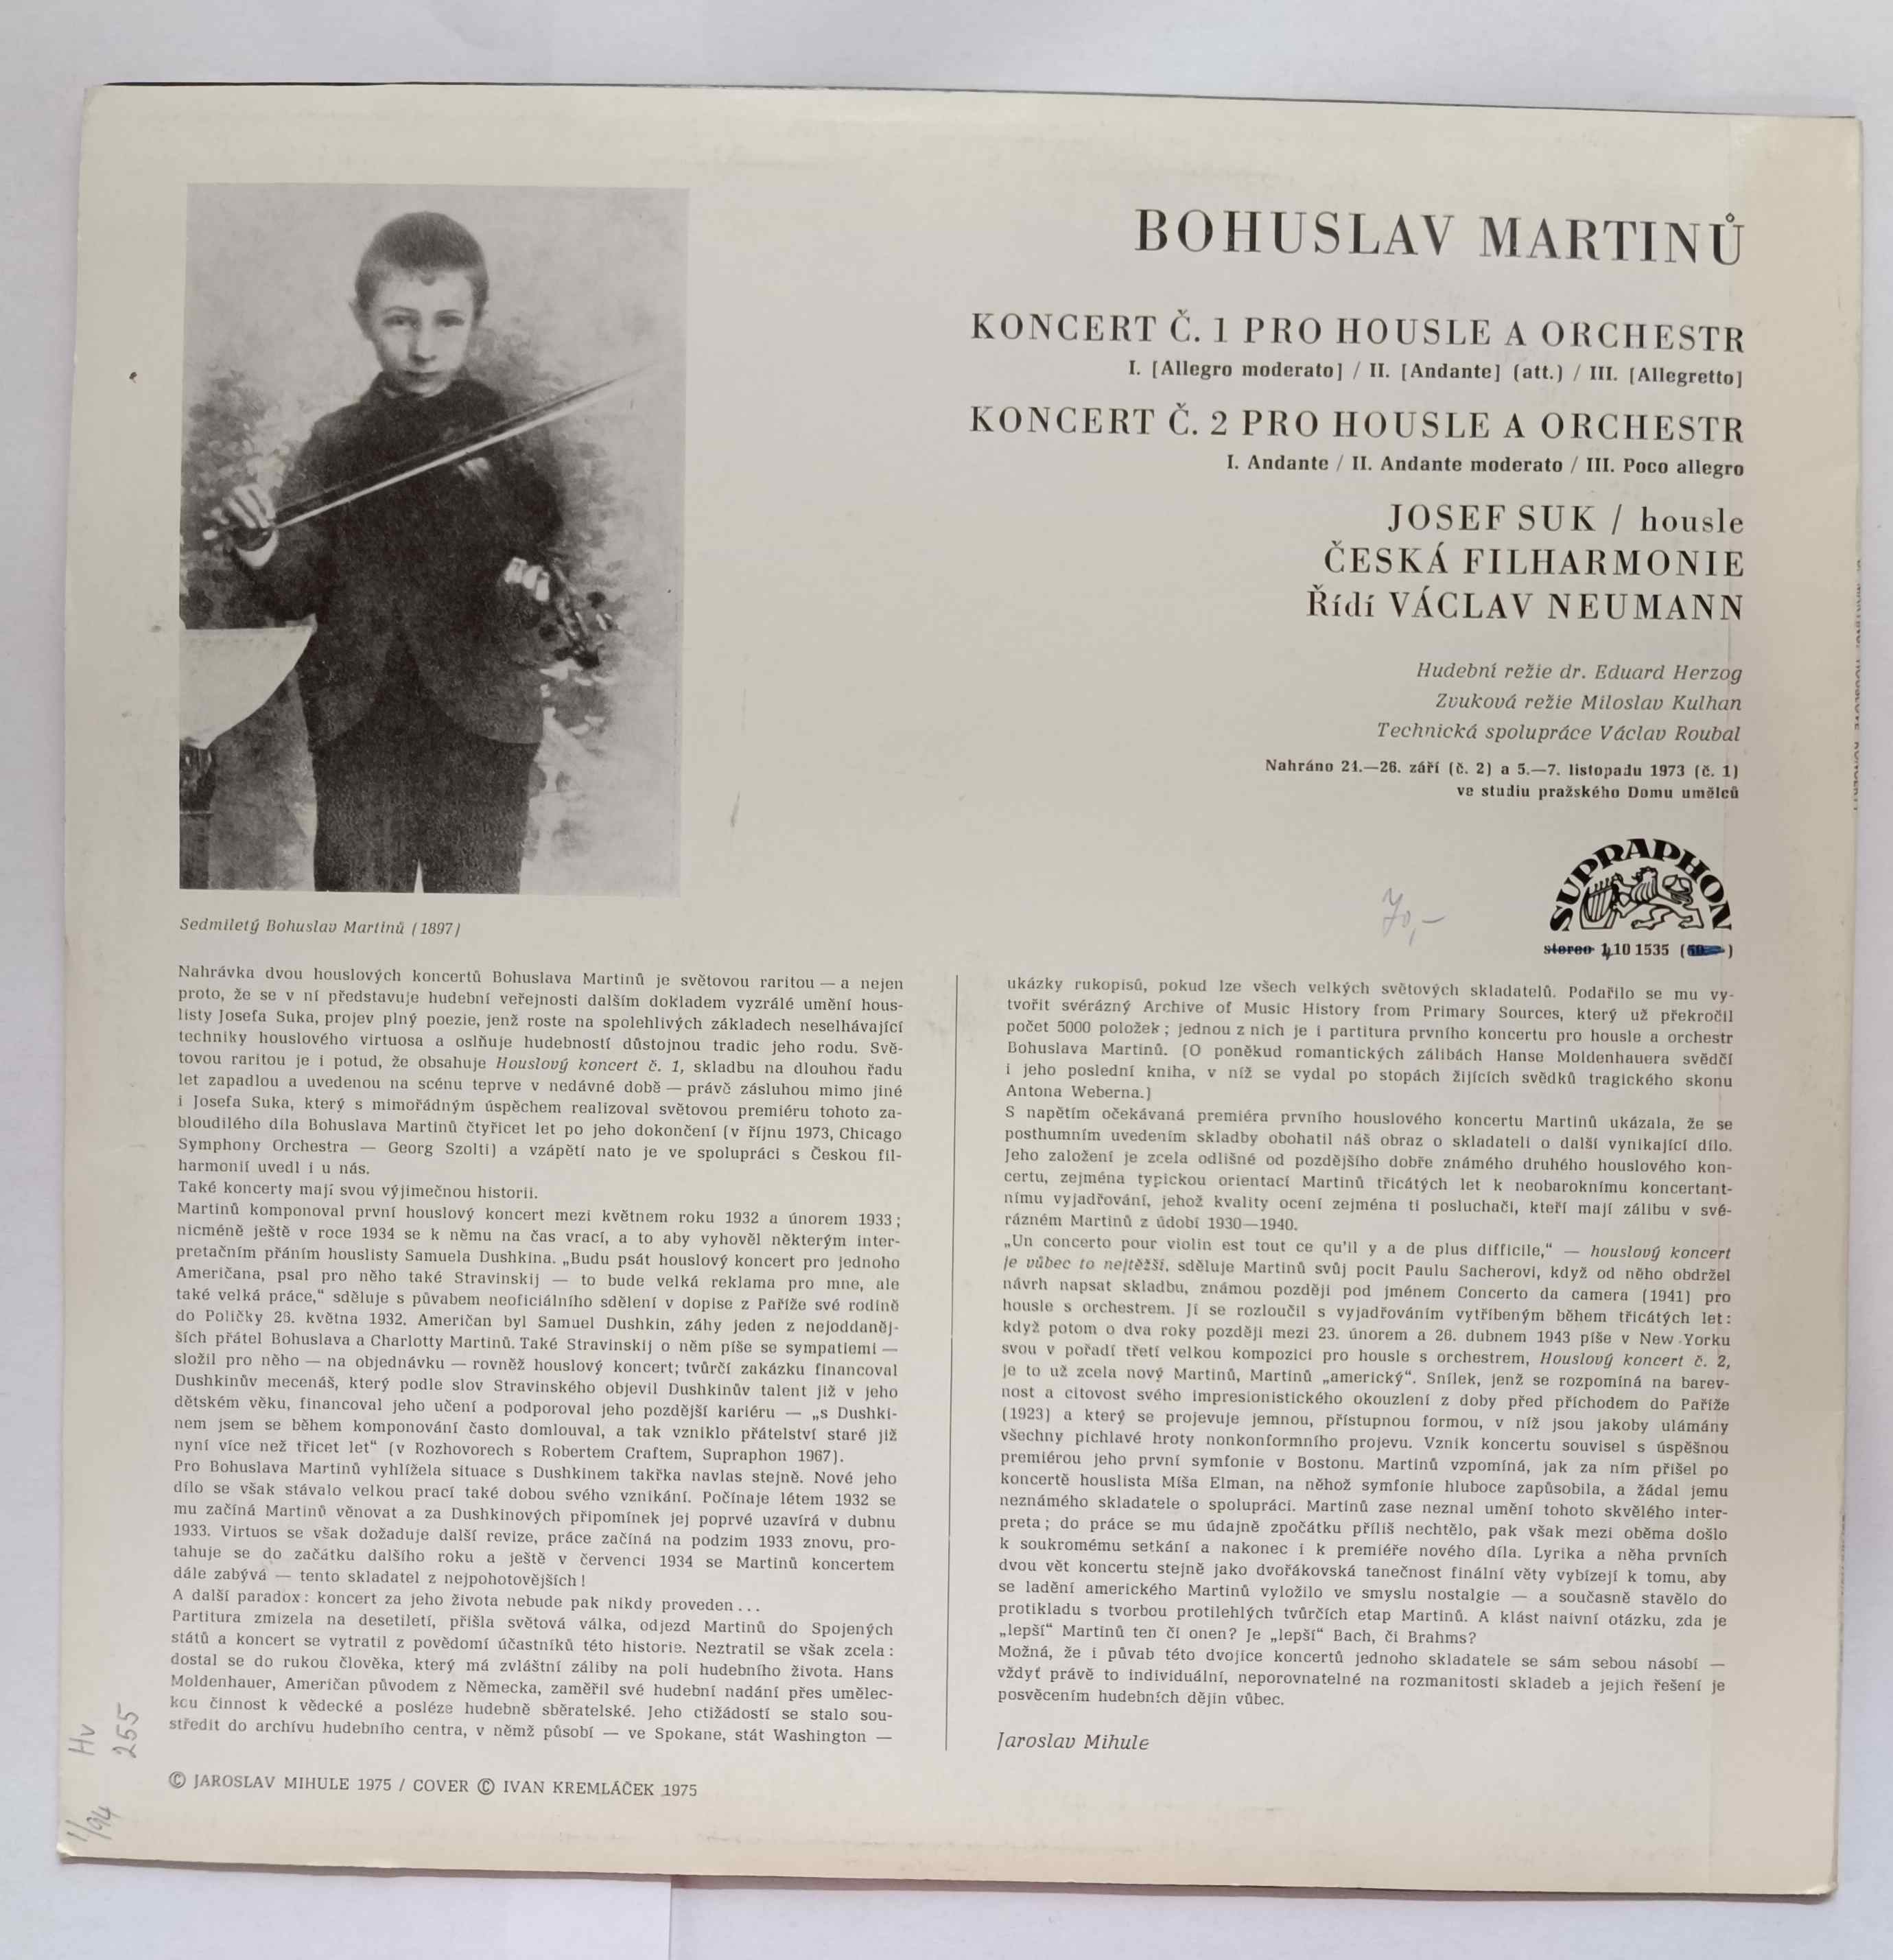 BOHUSLAV MARTINŮ
KONCERT Č. 1 PRO HOUSLE A ORCHESTR
I. [Allegro moderato] / II. [Andante] (att.) / III. [Allegretto]
KONCERT Č. 2 PRO HOUSLE A ORCHESTR
I. Andante / II. Andante moderato / III. Poco allegro
JOSEF SUK / housle
ČESKÁ FILHARMONIE
Řídí VÁCLAV NEUMANN
Hudební režie dr. Eduard Herzog
Zvuková režie Miloslav Kulhan
Technická spolupráce Václav Roubal
Nahráno 21.—26. září (č. 2) a 5.—7. listopadu 1973 (č. 1)
ve studiu pražského Domu umělců
SUPRAPHON
stereo 1 10 1535
70,—
Sedmiletý Bohuslav Martinů (1897)
Nahrávka dvou houslových koncertů Bohuslava Martinů je světovou raritou — a nejen
proto, že se v ní představuje hudební veřejnosti dalším dokladem vyzrálé umění hous-
listy Josefa Suka, projev plný poezie, jenž roste na spolehlivých základech neselhávající
techniky houslového virtuosa a oslňuje hudebností důstojnou tradic jeho rodu. Svě-
tovou raritou je i potud, že obsahuje Houslový koncert č. 1, skladbu na dlouhou řadu
let zapadlou a uvedenou na scénu teprve v nedávné době — právě zásluhou mimo jiné
i Josefa Suka, který s mimořádným úspěchem realizoval světovou premiéru tohoto za-
bloudilého díla Bohuslava Martinů čtyřicet let po jeho dokončení (v říjnu 1973, Chicago
Symphony Orchestra — Georg Szolti) a vzápětí nato je ve spolupráci s Českou fil-
harmonií uvedl i u nás.
Také koncerty mají svou výjimečnou historii.
Martinů komponoval první houslový koncert mezi květnem roku 1932 a únorem 1933;
nicméně ještě v roce 1934 se k němu na čas vrací, a to aby vyhověl některým inter-
pretačním přáním houslisty Samuela Dushkina. „Budu psát houslový koncert pro jednoho
Američana, psal pro něho také Stravinskij — to bude velká reklama pro mne, ale
také velká práce,“ sděluje s půvabem neoficiálního sdělení v dopise z Paříže své rodině
do Poličky 26. května 1932. Američan byl Samuel Dushkin, záhy jeden z nejoddaněj-
ších přátel Bohuslava a Charlotty Martinů. Také Stravinskij o něm píše se sympatiemi —
složil pro něho — na objednávku — rovněž houslový koncert; tvůrčí zakázku financoval
Dushkinův mecenáš, který podle slov Stravinského objevil Dushkinův talent již v jeho
dětském věku, financoval jeho učení a podporoval jeho pozdější kariéru — „s Dushki-
nem jsem se během komponování často domlouval, a tak vzniklo přátelství staré již
nyní více než třicet let“ (v Rozhovorech s Robertem Craftem, Supraphon 1967).
Pro Bohuslava Martinů vyhlížela situace s Dushkinem takřka navlas stejně. Nové jeho
dílo se však stávalo velkou prací také dobou svého vznikání. Počínaje létem 1932 se
mu začíná Martinů věnovat a za Dushkinových připomínek jej poprvé uzavírá v dubnu
1933. Virtuos se však dožaduje další revize, práce začíná na podzim 1933 znovu, pro-
tahuje se do začátku dalšího roku a ještě v červenci 1934 se Martinů koncertem
dále zabývá — tento skladatel z nejpohotovějších!
A další paradox: koncert za jeho života nebude pak nikdy proveden...
Partitura zmizela na desetiletí, přišla světová válka, odjezd Martinů do Spojených
států a koncert se vytratil z povědomí účastníků této historie. Neztratil se však zcela:
dostal se do rukou člověka, který má zvláštní záliby na poli hudebního života. Hans
Moldenhauer, Američan původem z Německa, zaměřil své hudební nadání přes umělec-
kou činnost k vědecké a posléze hudebně sběratelské. Jeho ctižádostí se stalo sou-
středit do archívu hudebního centra, v němž působí — ve Spokane, stát Washington —
ukázky rukopisů, pokud lze všech velkých světových skladatelů. Podařilo se mu vy-
tvořit svérázný Archive of Music History from Primary Sources, který už překročil
počet 5000 položek; jednou z nich je i partitura prvního koncertu pro housle a orchestr
Bohuslava Martinů. (O poněkud romantických zálibách Hanse Moldenhauera svědčí
i jeho poslední kniha, v níž se vydal po stopách žijících svědků tragického skonu
Antona Weberna.)
S napětím očekávaná premiéra prvního houslového koncertu Martinů ukázala, že se
posthumním uvedením skladby obohatil náš obraz o skladateli o další vynikající dílo.
Jeho založení je zcela odlišné od pozdějšího dobře známého druhého houslového kon-
certu, zejména typickou orientací Martinů třicátých let k neobaroknímu koncertant-
nímu vyjadřování, jehož kvality ocení zejména ti posluchači, kteří mají zálibu v své-
rázném Martinů z údobí 1930—1940.
„Un concerto pour violin est tout ce qu'il y a de plus difficile,“ — houslový koncert
je vůbec to nejtěžší, sděluje Martinů svůj pocit Paulu Sacherovi, když od něho obdržel
návrh napsat skladbu, známou později pod jménem Concerto da camera (1941) pro
housle s orchestrem. Jí se rozloučil s vyjadřováním vytříbeným během třicátých let:
když potom o dva roky později mezi 23. únorem a 26. dubnem 1943 píše v New Yorku
svou v pořadí třetí velkou kompozici pro housle s orchestrem, Houslový koncert č. 2,
je to už zcela nový Martinů, Martinů „americký“. Snílek, jenž se rozpomíná na barev-
nost a citovost svého impresionistického okouzlení z doby před příchodem do Paříže
(1923) a který se projevuje jemnou, přístupnou formou, v níž jsou jakoby ulámány
všechny pichlavé hroty nonkonformního projevu. Vznik koncertu souvisel s úspěšnou
premiérou jeho první symfonie v Bostonu. Martinů vzpomíná, jak za ním přišel po
koncertě houslista Míša Elman, na něhož symfonie hluboce zapůsobila, a žádal jemu
neznámého skladatele o spolupráci. Martinů zase neznal umění tohoto skvělého inter-
preta; do práce se mu údajně zpočátku příliš nechtělo, pak však mezi oběma došlo
k soukromému setkání a nakonec i k premiéře nového díla. Lyrika a něha prvních
dvou vět koncertu stejně jako dvořákovská tanečnost finální věty vybízejí k tomu, aby
se ladění amerického Martinů vyložilo ve smyslu nostalgie — a současně stavělo do
protikladu s tvorbou protilehlých tvůrčích etap Martinů. A klást naivní otázku, zda je
„lepší“ Martinů ten či onen? Je „lepší“ Bach, či Brahms?
Možná, že i půvab této dvojice koncertů jednoho skladatele se sám sebou násobí —
vždyť právě to individuální, neporovnatelné na rozmanitosti skladeb a jejich řešení je
posvěcením hudebních dějin vůbec.
Jaroslav Mihule
© JAROSLAV MIHULE 1975 / COVER © IVAN KREMLÁČEK 1975
Hv
255
1/94